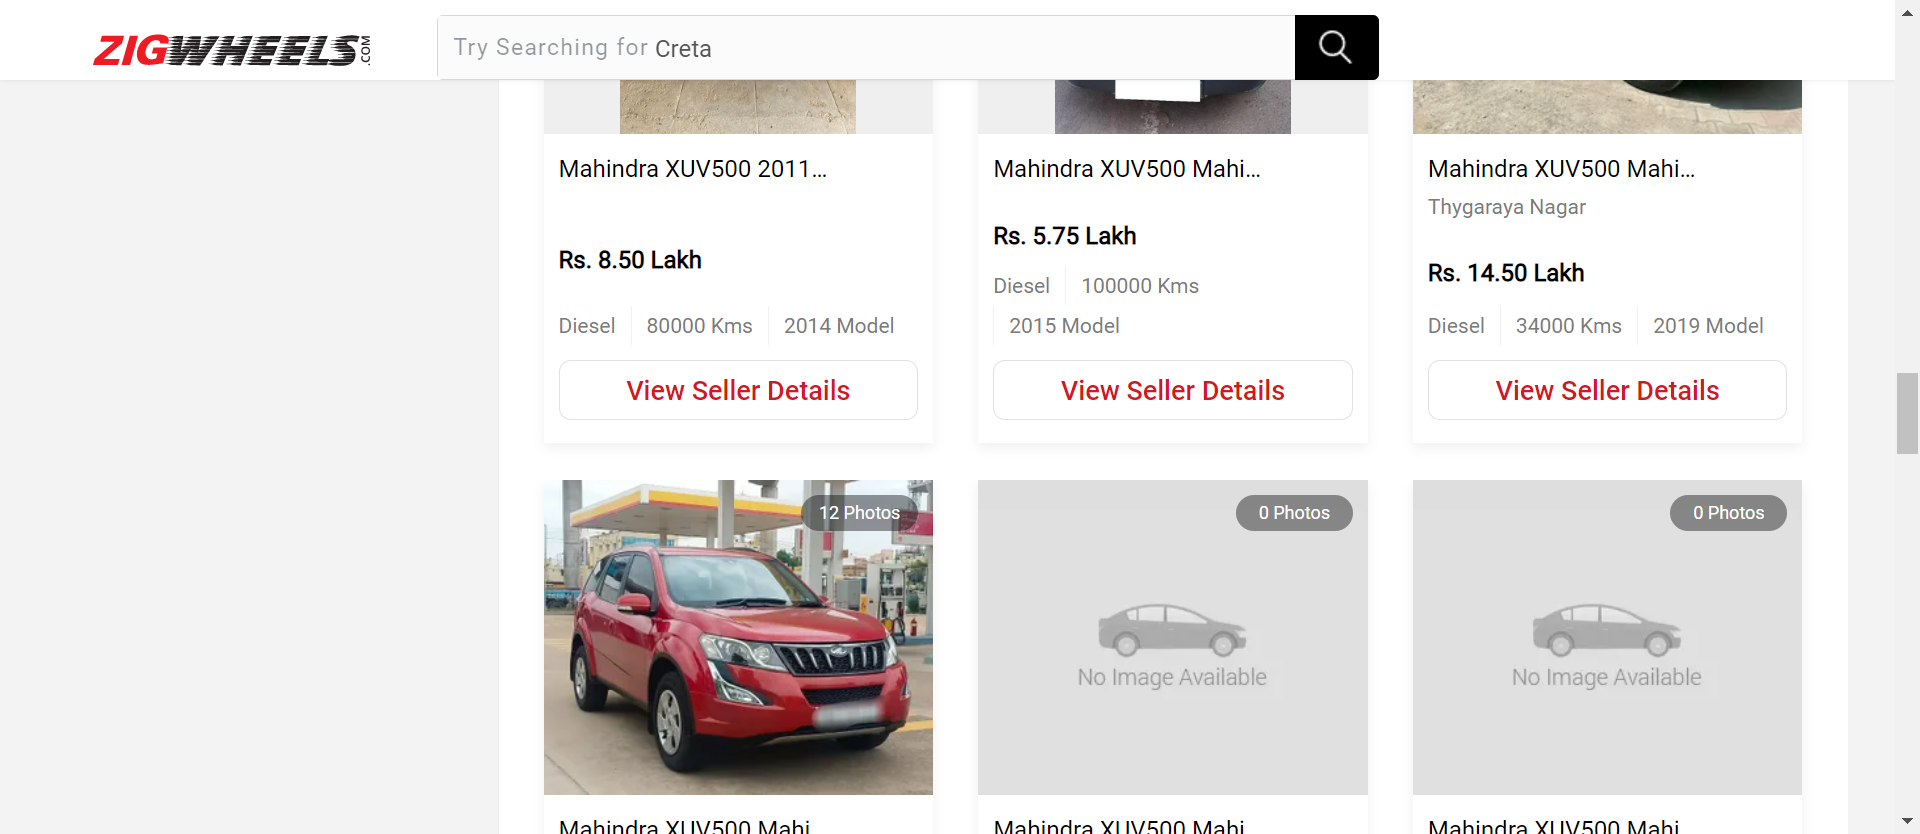 ZIGWHEELS.COM
Try Searching for Creta
Mahindra XUV500 2011...
Rs. 8.50 Lakh
Diesel
80000 Kms
2014 Model
View Seller Details
Mahindra XUV500 Mahi...
Rs. 5.75 Lakh
Diesel
100000 Kms
2015 Model
View Seller Details
Mahindra XUV500 Mahi...
Thygaraya Nagar
Rs. 14.50 Lakh
Diesel
34000 Kms
2019 Model
View Seller Details
12 Photos
Mahindra XUV500 Mahi
0 Photos
No Image Available
Mahindra XUV500 Mahi
0 Photos
No Image Available
Mahindra XUV500 Mahi